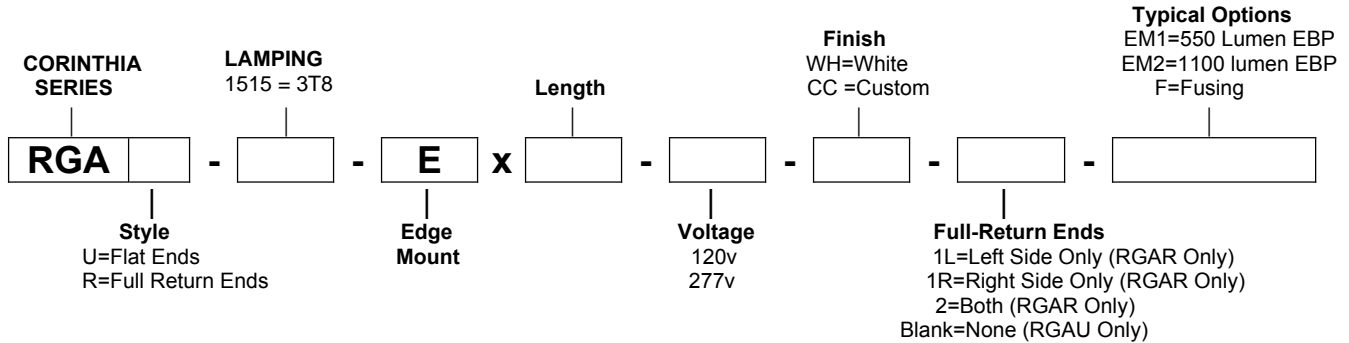 Typical Options
EM1=550 Lumen EBP
EM2=1100 lumen EBP
F=Fusing
Finish
WH=White
CC =Custom
CORINTHIA
SERIES
LAMPING
1515 = 3T8
Length
RGA - - E x - - - -
Style
U=Flat Ends
R=Full Return Ends
Edge
Mount
Voltage
120v
277v
Full-Return Ends
1L=Left Side Only (RGAR Only)
1R=Right Side Only (RGAR Only)
2=Both (RGAR Only)
Blank=None (RGAU Only)